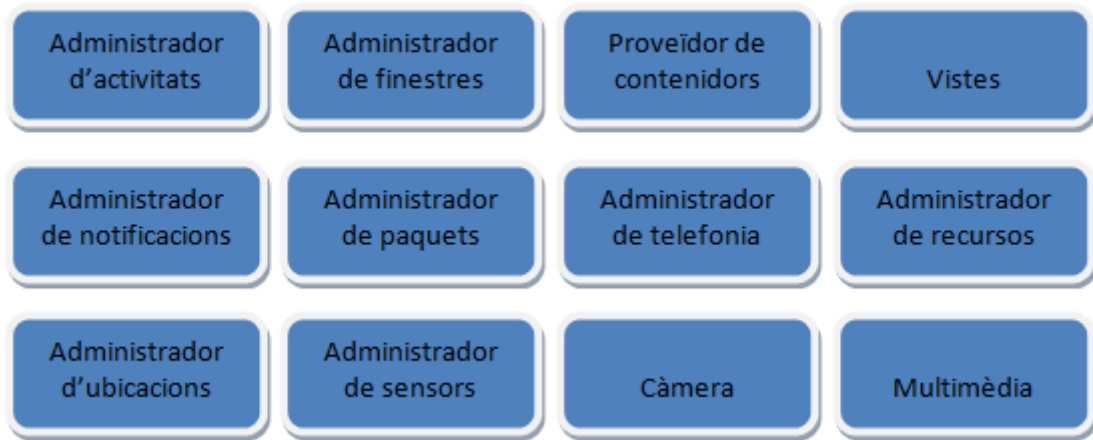 Administrador
d’activitats
Administrador
de finestres
Proveïdor de
contenidors
Vistes
Administrador
de notificacions
Administrador
de paquets
Administrador
de telefonia
Administrador
de recursos
Administrador
d’ubicacions
Administrador
de sensors
Càmera
Multimèdia